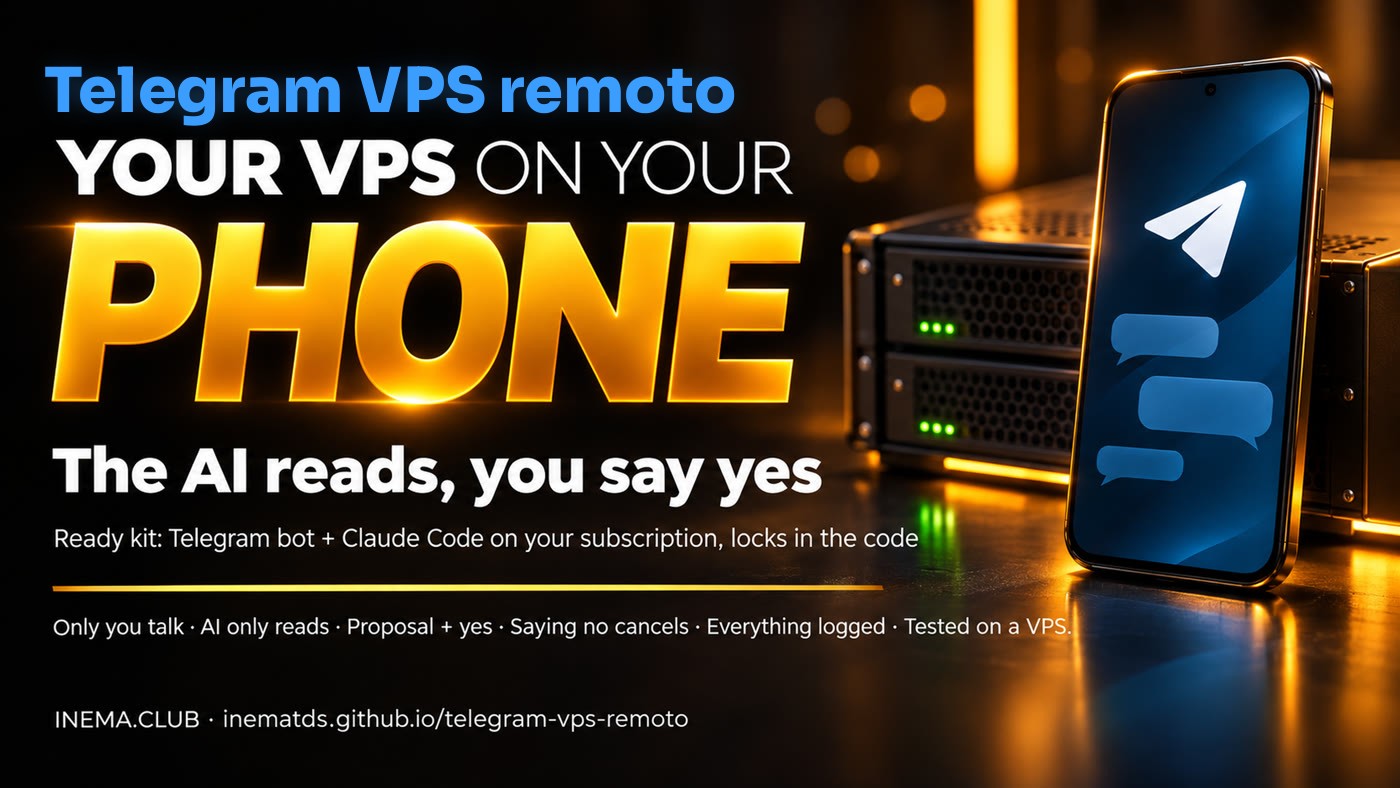 Telegram VPS remoto
YOUR VPS ON YOUR
PHONE
The AI reads, you say yes
Ready kit: Telegram bot + Claude Code on your subscription, locks in the code
Only you talk · AI only reads · Proposal + yes · Saying no cancels · Everything logged · Tested on a VPS.
INEMA.CLUB · inematds.github.io/telegram-vps-remoto